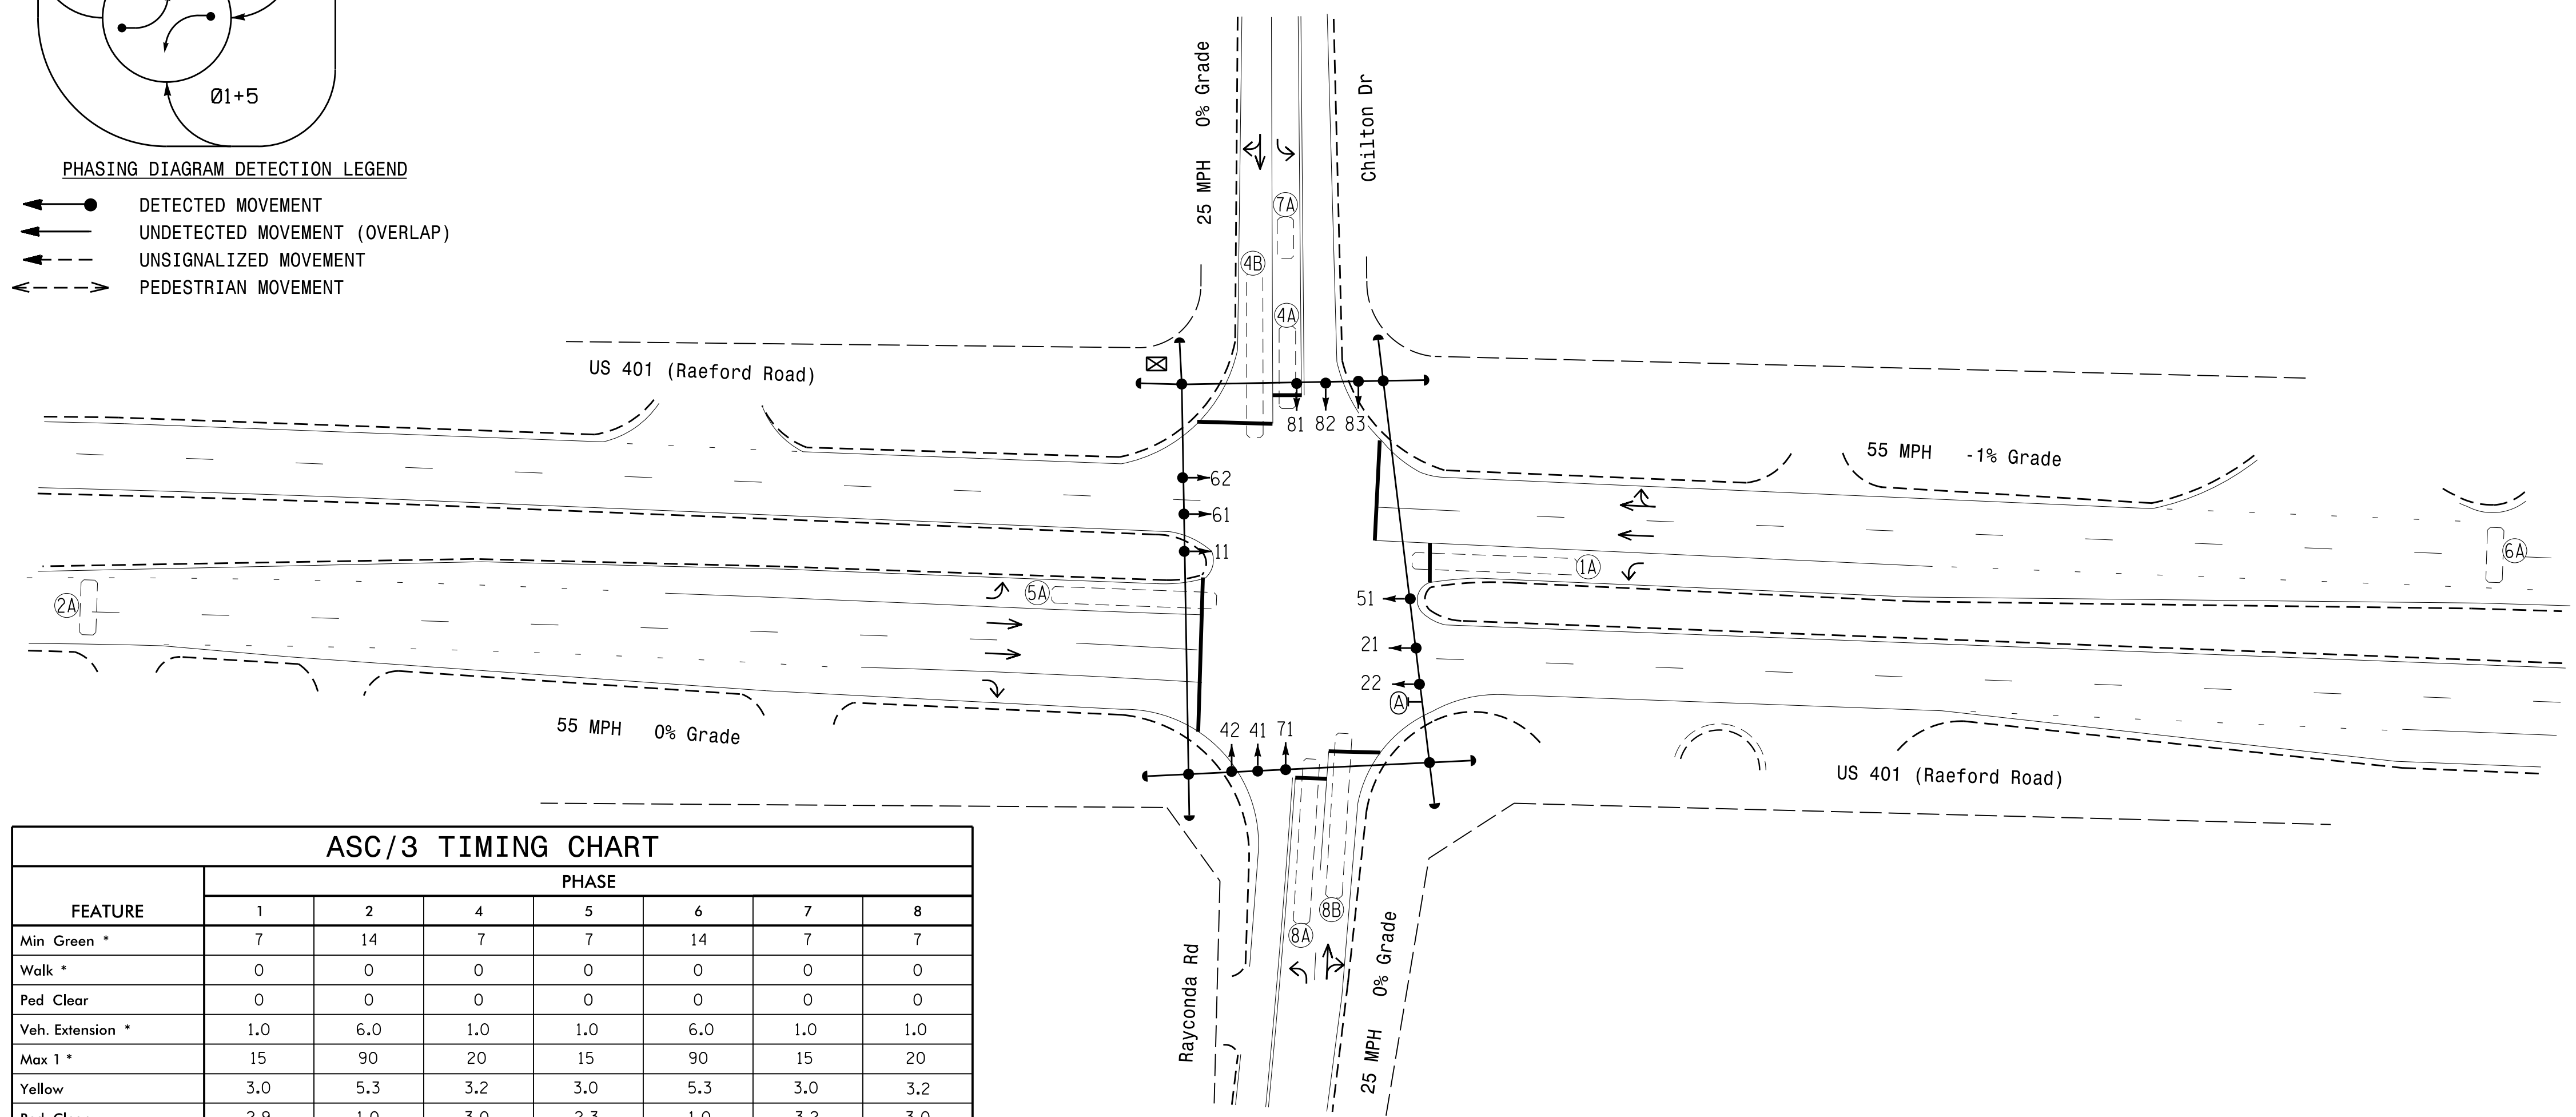 Ø1+5
PHASING DIAGRAM DETECTION LEGEND
DETECTED MOVEMENT
UNDETECTED MOVEMENT (OVERLAP)
UNSIGNALIZED MOVEMENT
PEDESTRIAN MOVEMENT
25 MPH 0% Grade
Chilton Dr
7A
4B
4A
US 401 (Raeford Road)
81 82 83
62
61
11
55 MPH -1% Grade
6A
1A
2A
5A
51
21
22
A
55 MPH 0% Grade
42 41 71
US 401 (Raeford Road)
8B
8A
Rayconda Rd
25 MPH 0% Grade
ASC/3 TIMING CHART
FEATURE
PHASE
1 2 4 5 6 7 8
Min Green * 7 14 7 7 14 7 7
Walk * 0 0 0 0 0 0 0
Ped Clear 0 0 0 0 0 0 0
Veh. Extension * 1.0 6.0 1.0 1.0 6.0 1.0 1.0
Max 1 * 15 90 20 15 90 15 20
Yellow 3.0 5.3 3.2 3.0 5.3 3.0 3.2